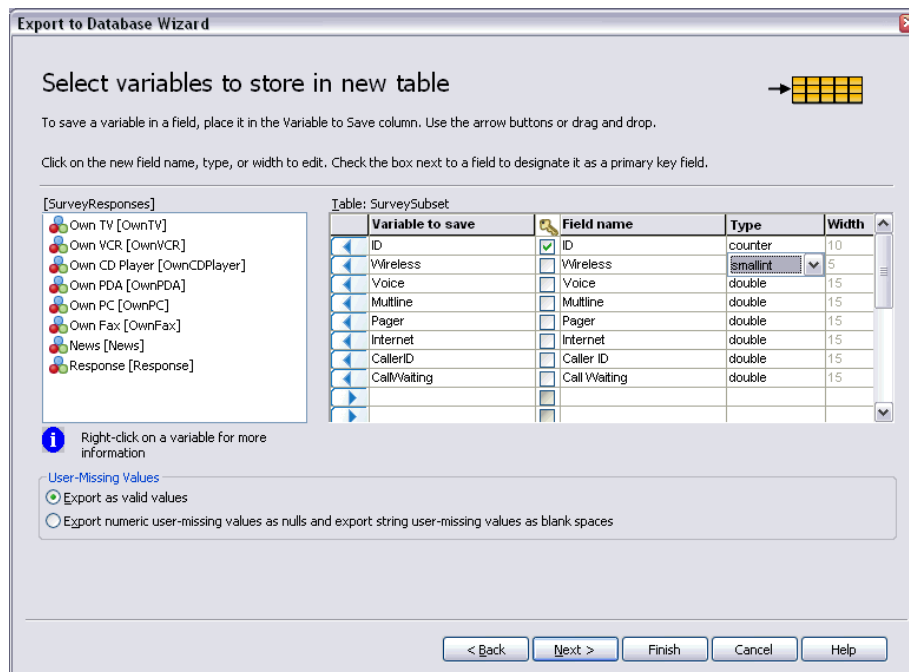 Export to Database Wizard
Select variables to store in new table
To save a variable in a field, place it in the Variable to Save column. Use the arrow buttons or drag and drop.
Click on the new field name, type, or width to edit. Check the box next to a field to designate it as a primary key field.
[SurveyResponses]
Own TV [OwnTV]
Own VCR [OwnVCR]
Own CD Player [OwnCDPlayer]
Own PDA [OwnPDA]
Own PC [OwnPC]
Own Fax [OwnFax]
News [News]
Response [Response]
Table: SurveySubset
Variable to save Field name Type Width
ID ID counter 10
Wireless Wireless smallint 5
Voice Voice double 15
Multline Multline double 15
Pager Pager double 15
Internet Internet double 15
CallerID Caller ID double 15
CallWaiting Call Waiting double 15
i Right-click on a variable for more
information
User-Missing Values
Export as valid values
Export numeric user-missing values as nulls and export string user-missing values as blank spaces
< Back Next > Finish Cancel Help